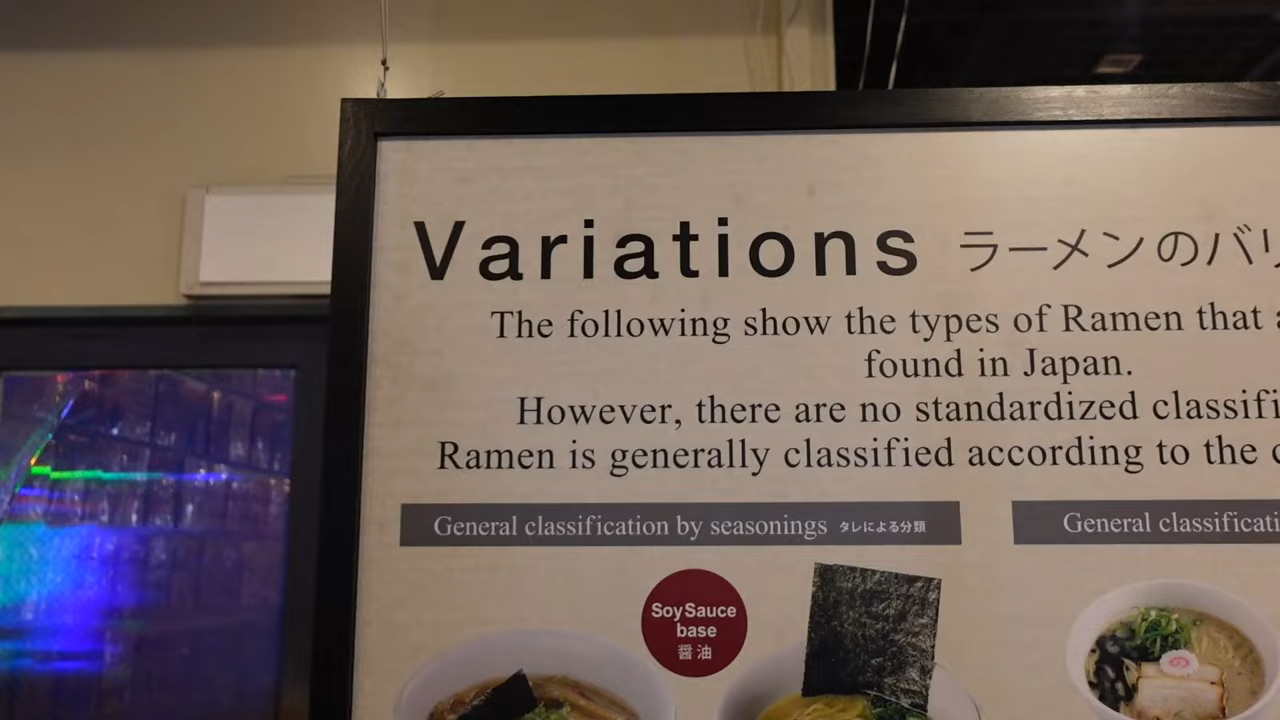 Variations ラーメンのバリ
The following show the types of Ramen that
found in Japan.
However, there are no standardized classifi
Ramen is generally classified according to the
General classification by seasonings タレによる分類
General classificati
Soy Sauce
base
醤油